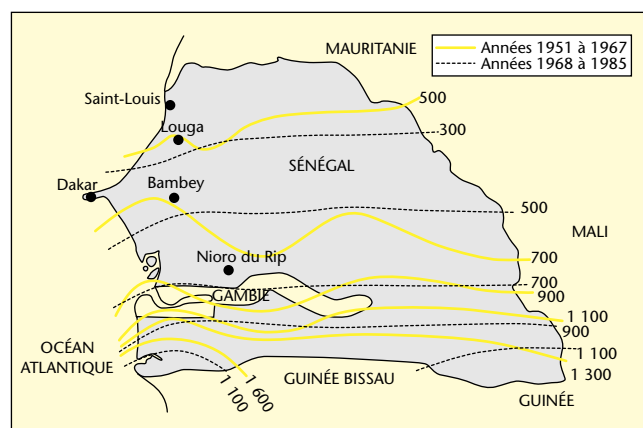 MAURITANIE
Années 1951 à 1967
Années 1968 à 1985
Saint-Louis
500
Louga
300
SÉNÉGAL
Dakar
Bambey
500
MALI
700
Nioro du Rip
700
GAMBIE
900
1 100
900
OCÉAN
ATLANTIQUE
1 100
GUINÉE BISSAU
1 300
1 600
1 100
GUINÉE